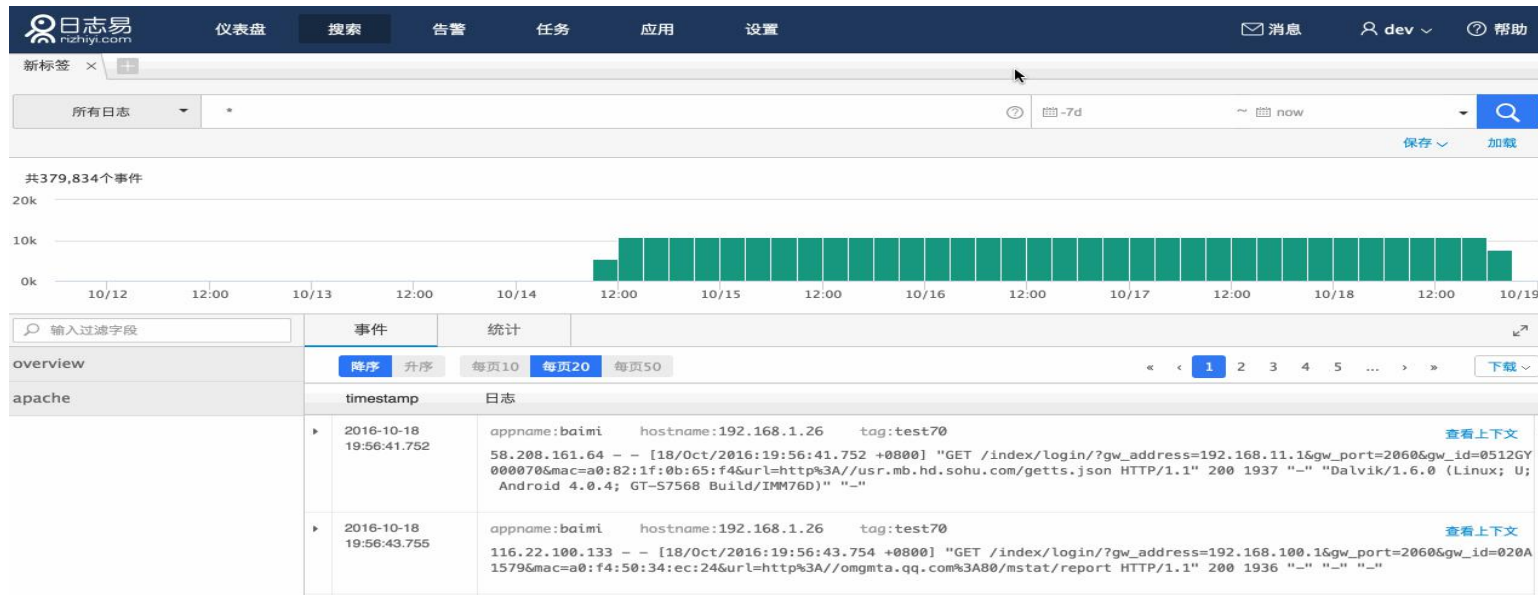 日志易 仪表盘 搜索 告警 任务 应用 设置 消息 dev 帮助
rizhiyi.com
新标签 ×
所有日志 * -7d ~ now
保存 加载
共379,834个事件
20k
10k
0k
10/12 12:00 10/13 12:00 10/14 12:00 10/15 12:00 10/16 12:00 10/17 12:00 10/18 12:00 10/19
输入过滤字段 事件 统计
overview 降序 升序 每页10 每页20 每页50 « ‹ 1 2 3 4 5 ... › » 下载
apache timestamp 日志
2016-10-18 appname:baimi hostname:192.168.1.26 tag:test70 查看上下文
19:56:41.752
58.208.161.64 – – [18/Oct/2016:19:56:41.752 +0800] "GET /index/login/?gw_address=192.168.11.1&gw_port=2060&gw_id=0512GY
000070&mac=a0:82:1f:0b:65:f4&url=http%3A//usr.mb.hd.sohu.com/getts.json HTTP/1.1" 200 1937 "–" "Dalvik/1.6.0 (Linux; U;
Android 4.0.4; GT–S7568 Build/IMM76D)" "–"
2016-10-18 appname:baimi hostname:192.168.1.26 tag:test70 查看上下文
19:56:43.755
116.22.100.133 – – [18/Oct/2016:19:56:43.754 +0800] "GET /index/login/?gw_address=192.168.100.1&gw_port=2060&gw_id=020A
1579&mac=a0:f4:50:34:ec:24&url=http%3A//omgmta.qq.com%3A80/mstat/report HTTP/1.1" 200 1936 "–" "–" "–"